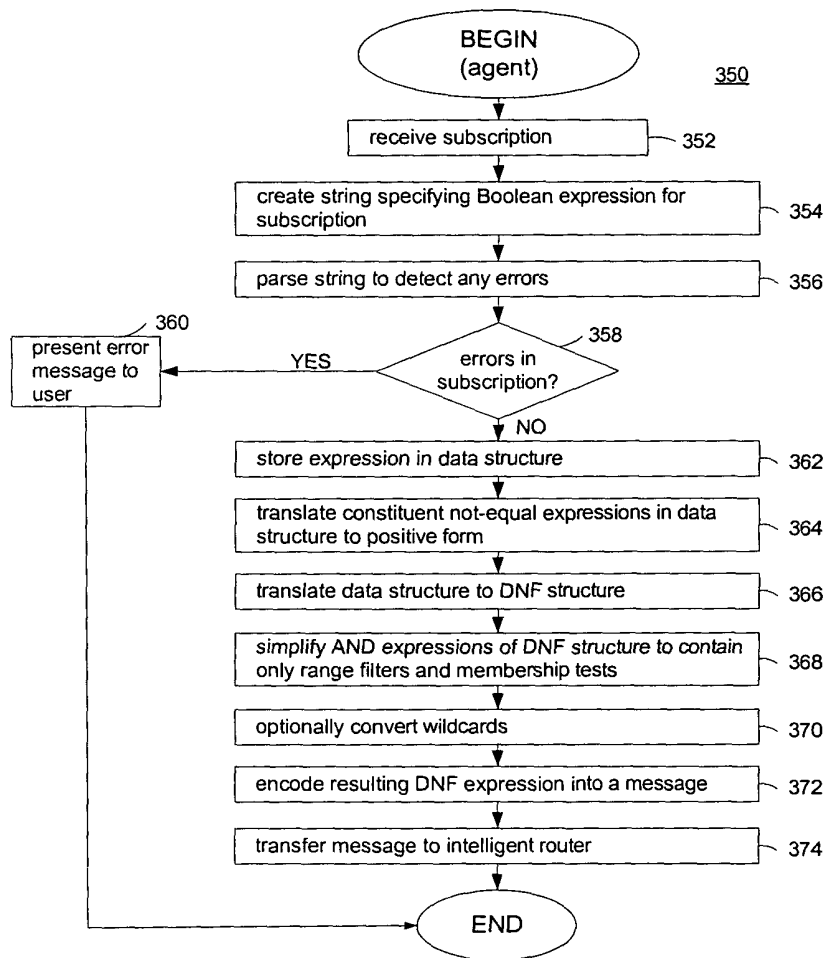 BEGIN
(agent)
350
receive subscription
352
create string specifying Boolean expression for
subscription
354
parse string to detect any errors
356
360
present error
message to
user
YES
358
errors in
subscription?
NO
store expression in data structure
362
translate constituent not-equal expressions in data
structure to positive form
364
translate data structure to DNF structure
366
simplify AND expressions of DNF structure to contain
only range filters and membership tests
368
optionally convert wildcards
370
encode resulting DNF expression into a message
372
transfer message to intelligent router
374
END